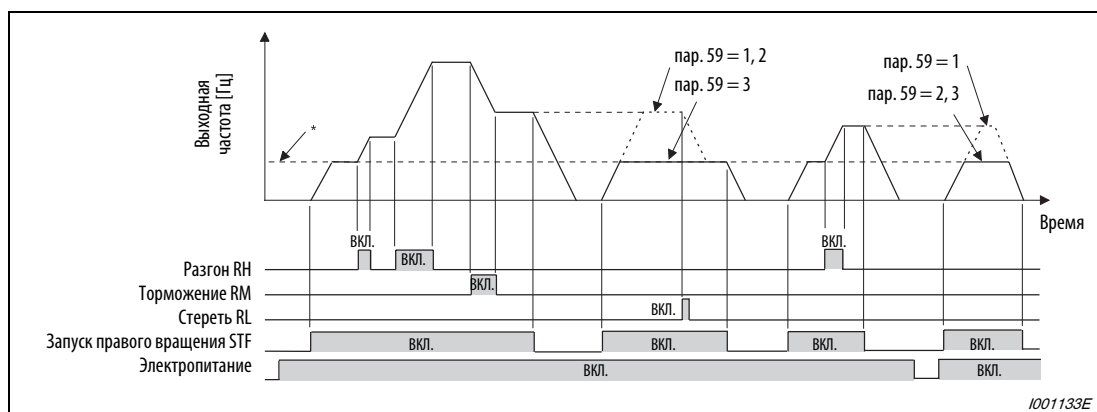 Выходная
частота [Гц]
*
пар. 59 = 1, 2
пар. 59 = 3
пар. 59 = 1
пар. 59 = 2, 3
Время
Разгон RH
ВКЛ.
ВКЛ.
ВКЛ.
Торможение RM
ВКЛ.
Стереть RL
ВКЛ.
Запуск правого вращения STF
ВКЛ.
ВКЛ.
ВКЛ.
ВКЛ.
Электропитание
ВКЛ.
ВКЛ.
I001133E